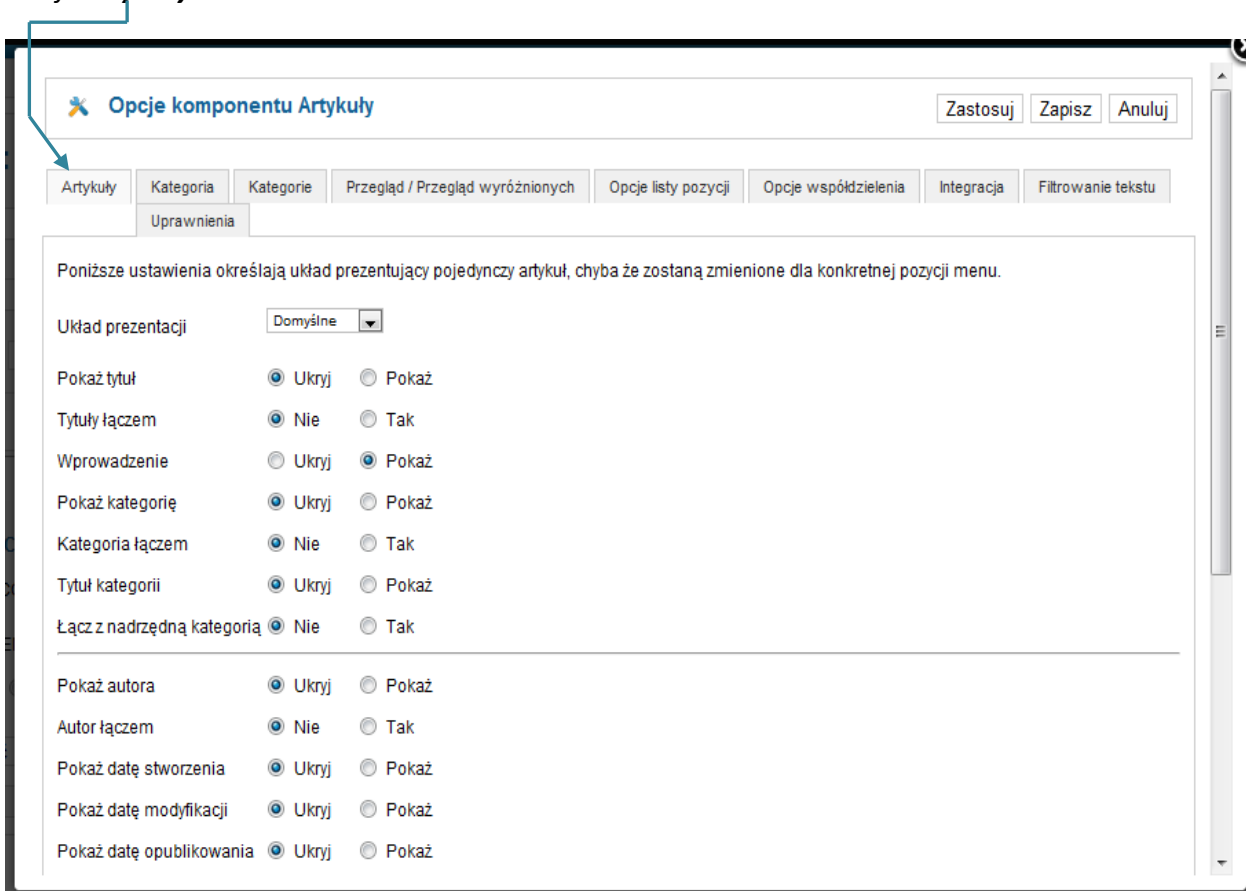 Opcje komponentu Artykuły
Zastosuj Zapisz Anuluj
Artykuły Kategoria Kategorie Przegląd / Przegląd wyróżnionych Opcje listy pozycji Opcje współdzielenia Integracja Filtrowanie tekstu
Uprawnienia
Poniższe ustawienia określają układ prezentujący pojedynczy artykuł, chyba że zostaną zmienione dla konkretnej pozycji menu.
Układ prezentacji Domyślne
Pokaż tytuł Ukryj Pokaż
Tytuły łączem Nie Tak
Wprowadzenie Ukryj Pokaż
Pokaż kategorię Ukryj Pokaż
Kategoria łączem Nie Tak
Tytuł kategorii Ukryj Pokaż
Łącz z nadrzędną kategorią Nie Tak
Pokaż autora Ukryj Pokaż
Autor łączem Nie Tak
Pokaż datę stworzenia Ukryj Pokaż
Pokaż datę modyfikacji Ukryj Pokaż
Pokaż datę opublikowania Ukryj Pokaż